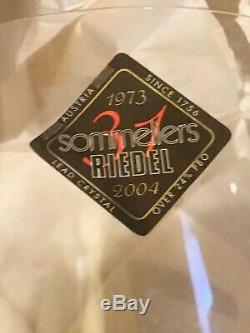 AUSTRIA
SINCE 1756
1973
31
sommeliers
RIEDEL
2004
LEAD CRYSTAL
OVER 24% PBO